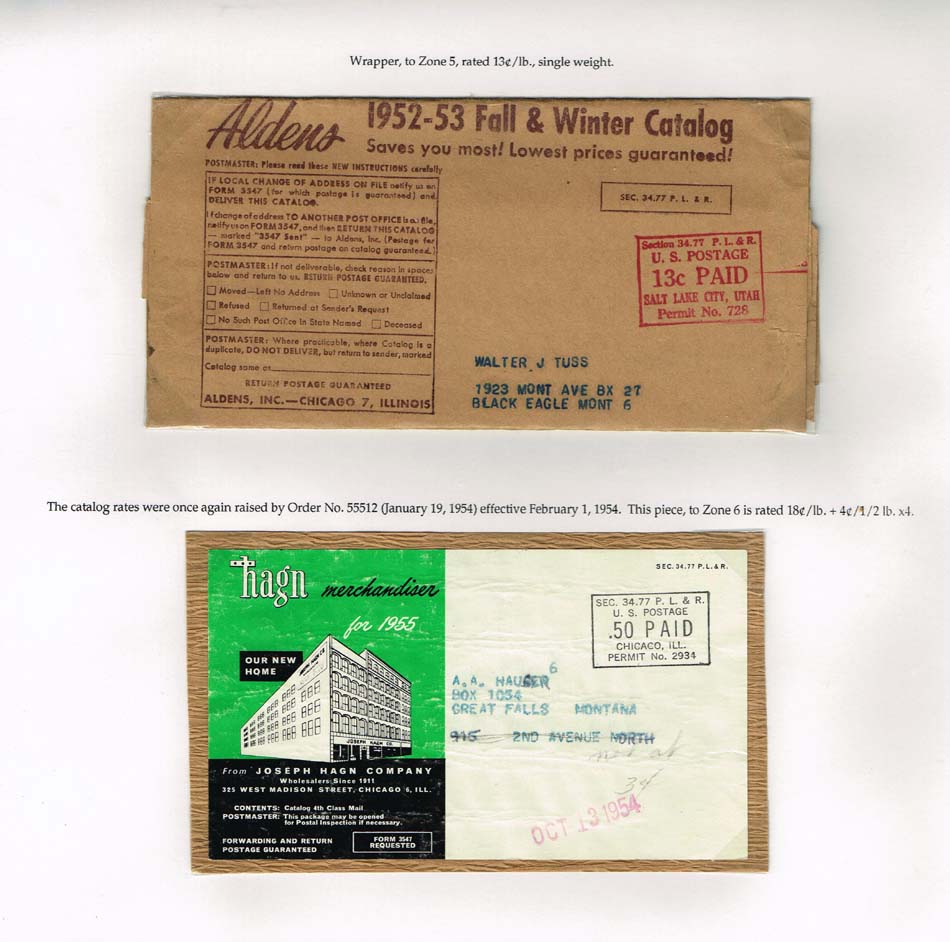 Wrapper, to Zone 5, rated 13¢/lb., single weight.
Aldens
1952-53 Fall & Winter Catalog
Saves you most! Lowest prices guaranteed!
POSTMASTER: Please read these NEW INSTRUCTIONS carefully
IF LOCAL CHANGE OF ADDRESS ON FILE notify us on
FORM 3547 (for which postage is guaranteed) and
DELIVER THIS CATALOG.
If change of address TO ANOTHER POST OFFICE is on file,
notify us on FORM 3547, and then RETURN THIS CATALOG
— marked "3547 Sent" — to Aldens, Inc. (Postage for
FORM 3547 and return postage on catalog guaranteed.)
POSTMASTER: If not deliverable, check reason in spaces
below and return to us. RETURN POSTAGE GUARANTEED.
Moved—Left No Address Unknown or Unclaimed
Refused Returned at Sender's Request
No Such Post Office in State Named Deceased
POSTMASTER: Where practicable, where Catalog is a
duplicate, DO NOT DELIVER, but return to sender, marked
Catalog same as
RETURN POSTAGE GUARANTEED
ALDENS, INC.—CHICAGO 7, ILLINOIS
SEC. 34.77 P. L. & R.
Section 34.77 P. L. & R.
U. S. POSTAGE
13c PAID
SALT LAKE CITY, UTAH
Permit No. 728
WALTER J TUSS
1923 MONT AVE BX 27
BLACK EAGLE MONT 6
The catalog rates were once again raised by Order No. 55512 (January 19, 1954) effective February 1, 1954. This piece, to Zone 6 is rated 18¢/lb. + 4¢/1/2 lb. x4.
hagn merchandiser
for 1955
OUR NEW
HOME
JOSEPH HAGN CO.
From JOSEPH HAGN COMPANY
Wholesalers Since 1911
325 WEST MADISON STREET, CHICAGO 6, ILL.
CONTENTS: Catalog 4th Class Mail
POSTMASTER: This package may be opened
for Postal Inspection if necessary.
FORWARDING AND RETURN
POSTAGE GUARANTEED
FORM 3547
REQUESTED
SEC. 34.77 P.L.&R.
SEC. 34.77 P. L. & R.
U. S. POSTAGE
.50 PAID
CHICACO, ILL.
PERMIT No. 2934
6
A.A. HAUSER
BOX 1054
GREAT FALLS MONTANA
915 2ND AVENUE NORTH
not at
34
OCT 13 1954